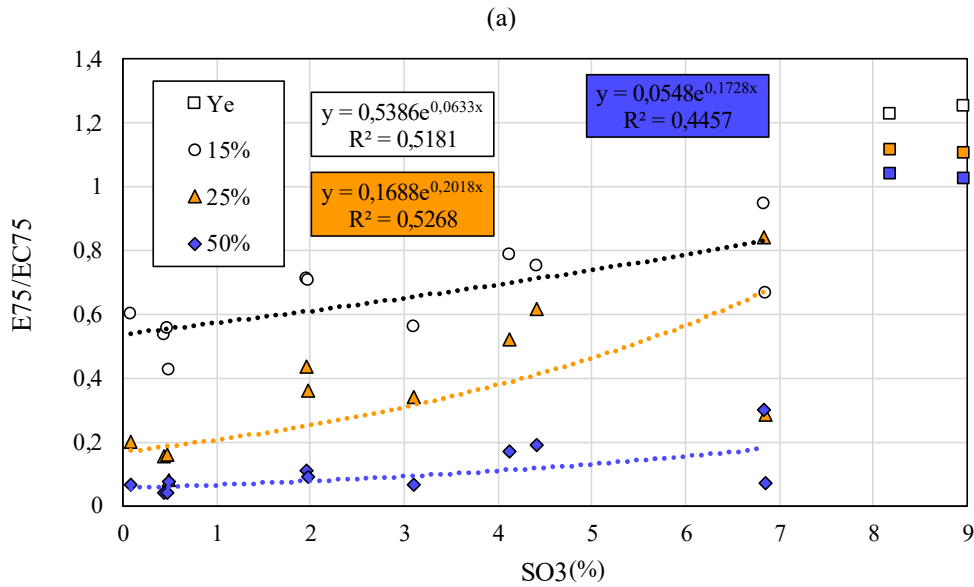 (a)
1,4
1,2
1
0,8
0,6
0,4
0,2
0
E75/EC75
Ye
15%
25%
50%
y = 0,5386e^0,0633x
R² = 0,5181
y = 0,1688e^0,2018x
R² = 0,5268
y = 0,0548e^0,1728x
R² = 0,4457
0 1 2 3 4 5 6 7 8 9
SO3(%)